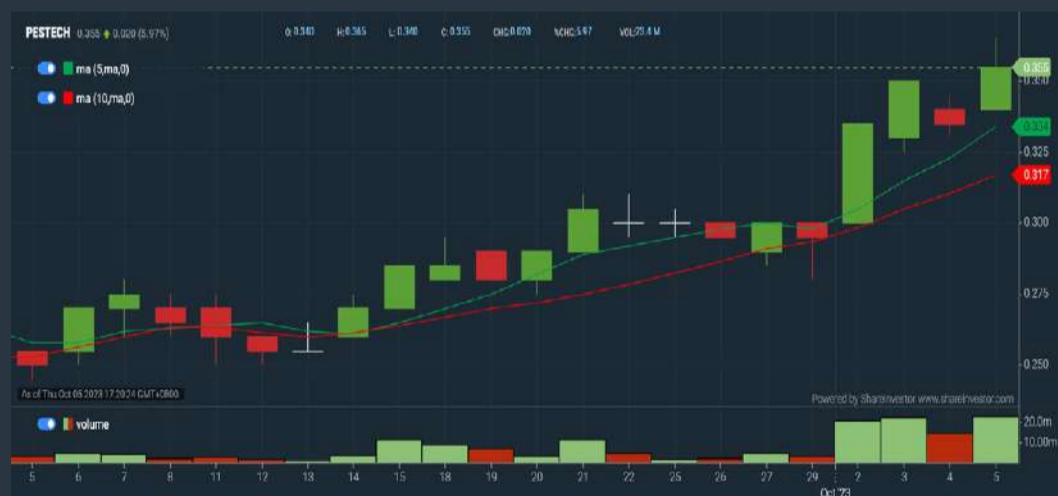 PESTECH 0.355 0.020 (5.97%) O: 0.340 H:0.365 L: 0.340 C: 0.355 CHG:0.020 %CHG:5.97 VOL:23.4 M
ma (5,ma,0)
ma (10,ma,0)
0.355
0.350
0.334
0.325
0.317
0.300
0.275
0.250
As of Thu Oct 05 2023 17:20:24 GMT+0800
Powered by ShareInvestor www.shareinvestor.com
volume
20.0m
10.00m
5 6 7 8 11 12 13 14 15 18 19 20 21 22 25 26 27 29 2 3 4 5
Oct '23